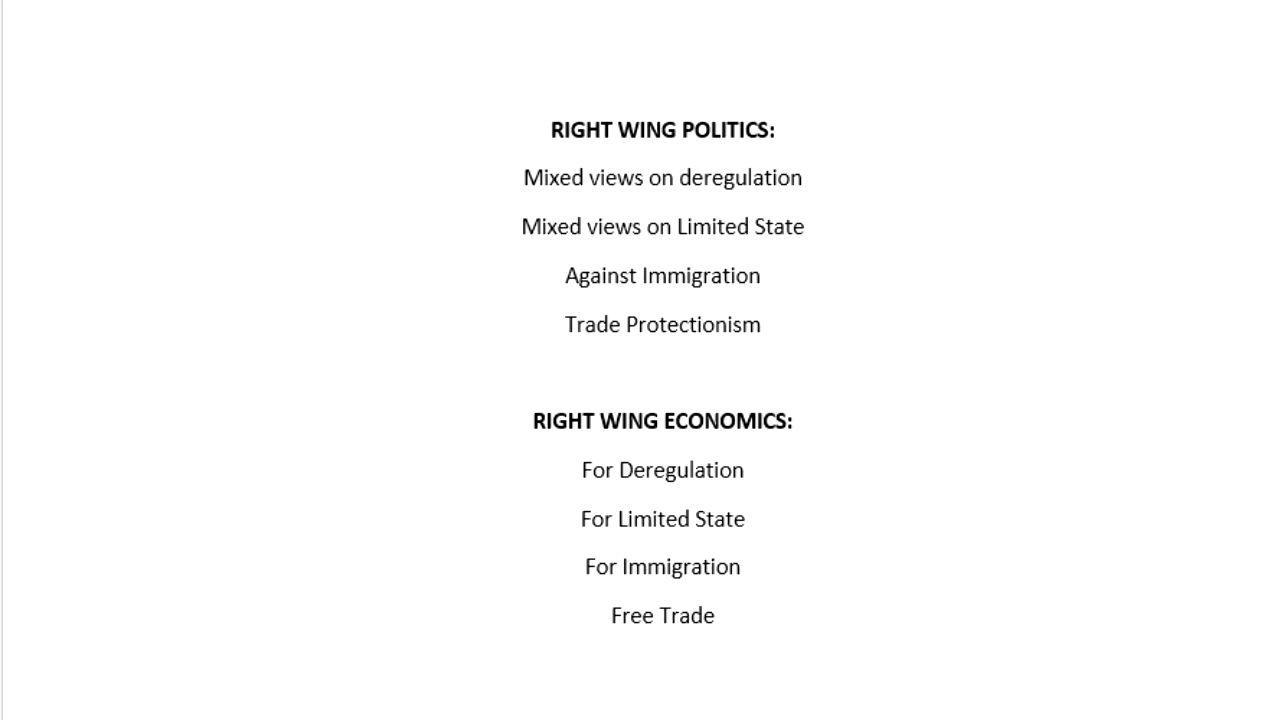 RIGHT WING POLITICS:
Mixed views on deregulation
Mixed views on Limited State
Against Immigration
Trade Protectionism
RIGHT WING ECONOMICS:
For Deregulation
For Limited State
For Immigration
Free Trade